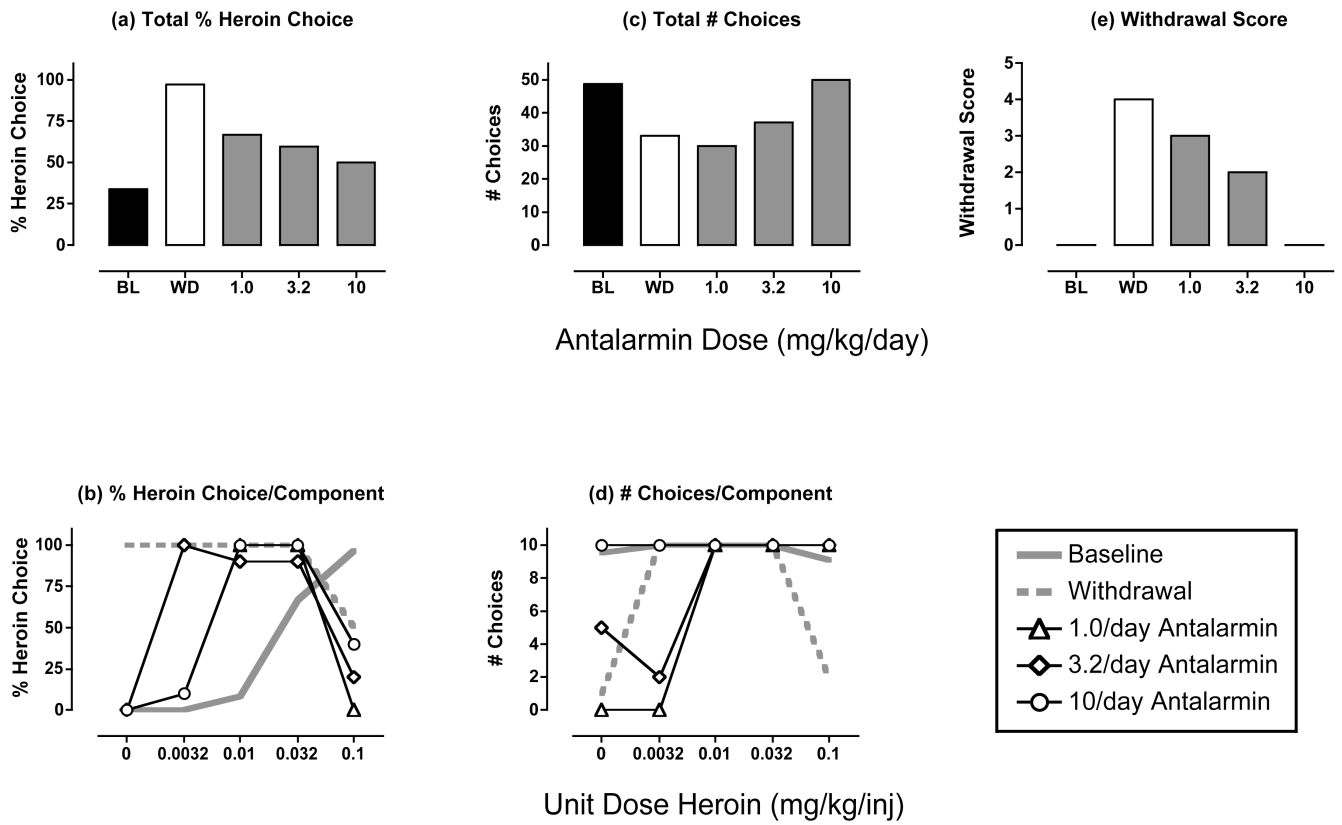 (a) Total % Heroin Choice
% Heroin Choice
100
75
50
25
0
BL WD 1.0 3.2 10
(c) Total # Choices
# Choices
50
40
30
20
10
0
BL WD 1.0 3.2 10
(e) Withdrawal Score
Withdrawal Score
5
4
3
2
1
0
BL WD 1.0 3.2 10
Antalarmin Dose (mg/kg/day)
(b) % Heroin Choice/Component
% Heroin Choice
100
75
50
25
0
0 0.0032 0.01 0.032 0.1
(d) # Choices/Component
# Choices
10
8
6
4
2
0
0 0.0032 0.01 0.032 0.1
Unit Dose Heroin (mg/kg/inj)
Baseline
Withdrawal
1.0/day Antalarmin
3.2/day Antalarmin
10/day Antalarmin